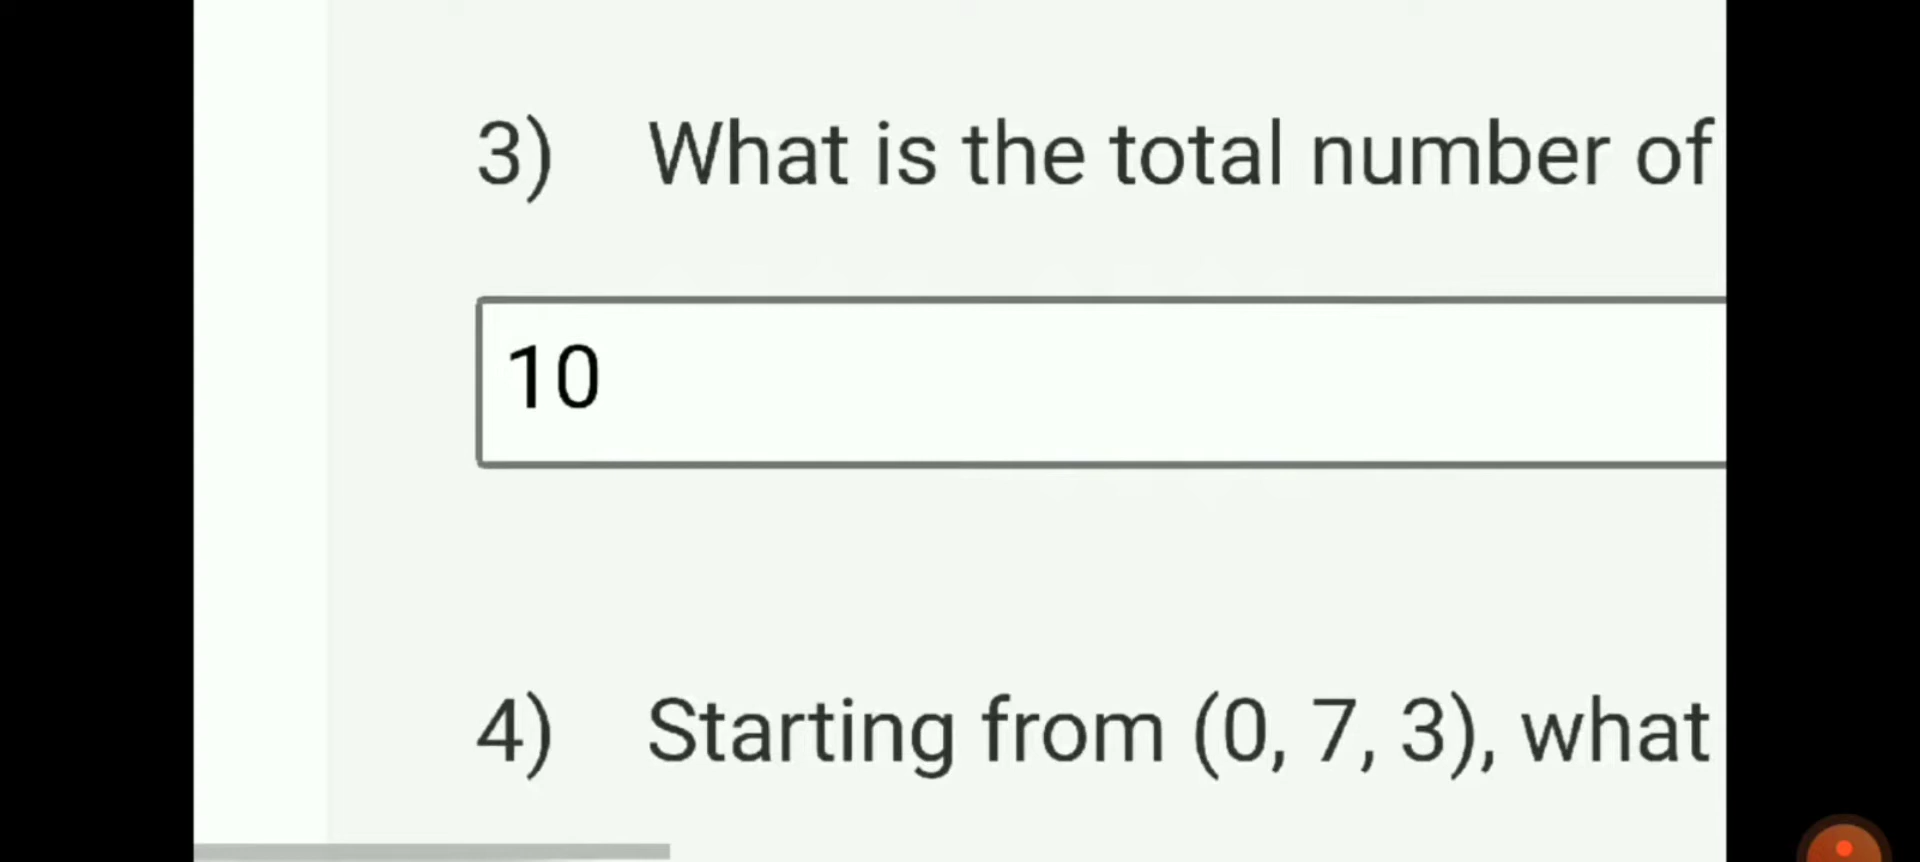 3) What is the total number of
10
4) Starting from (0, 7, 3), what